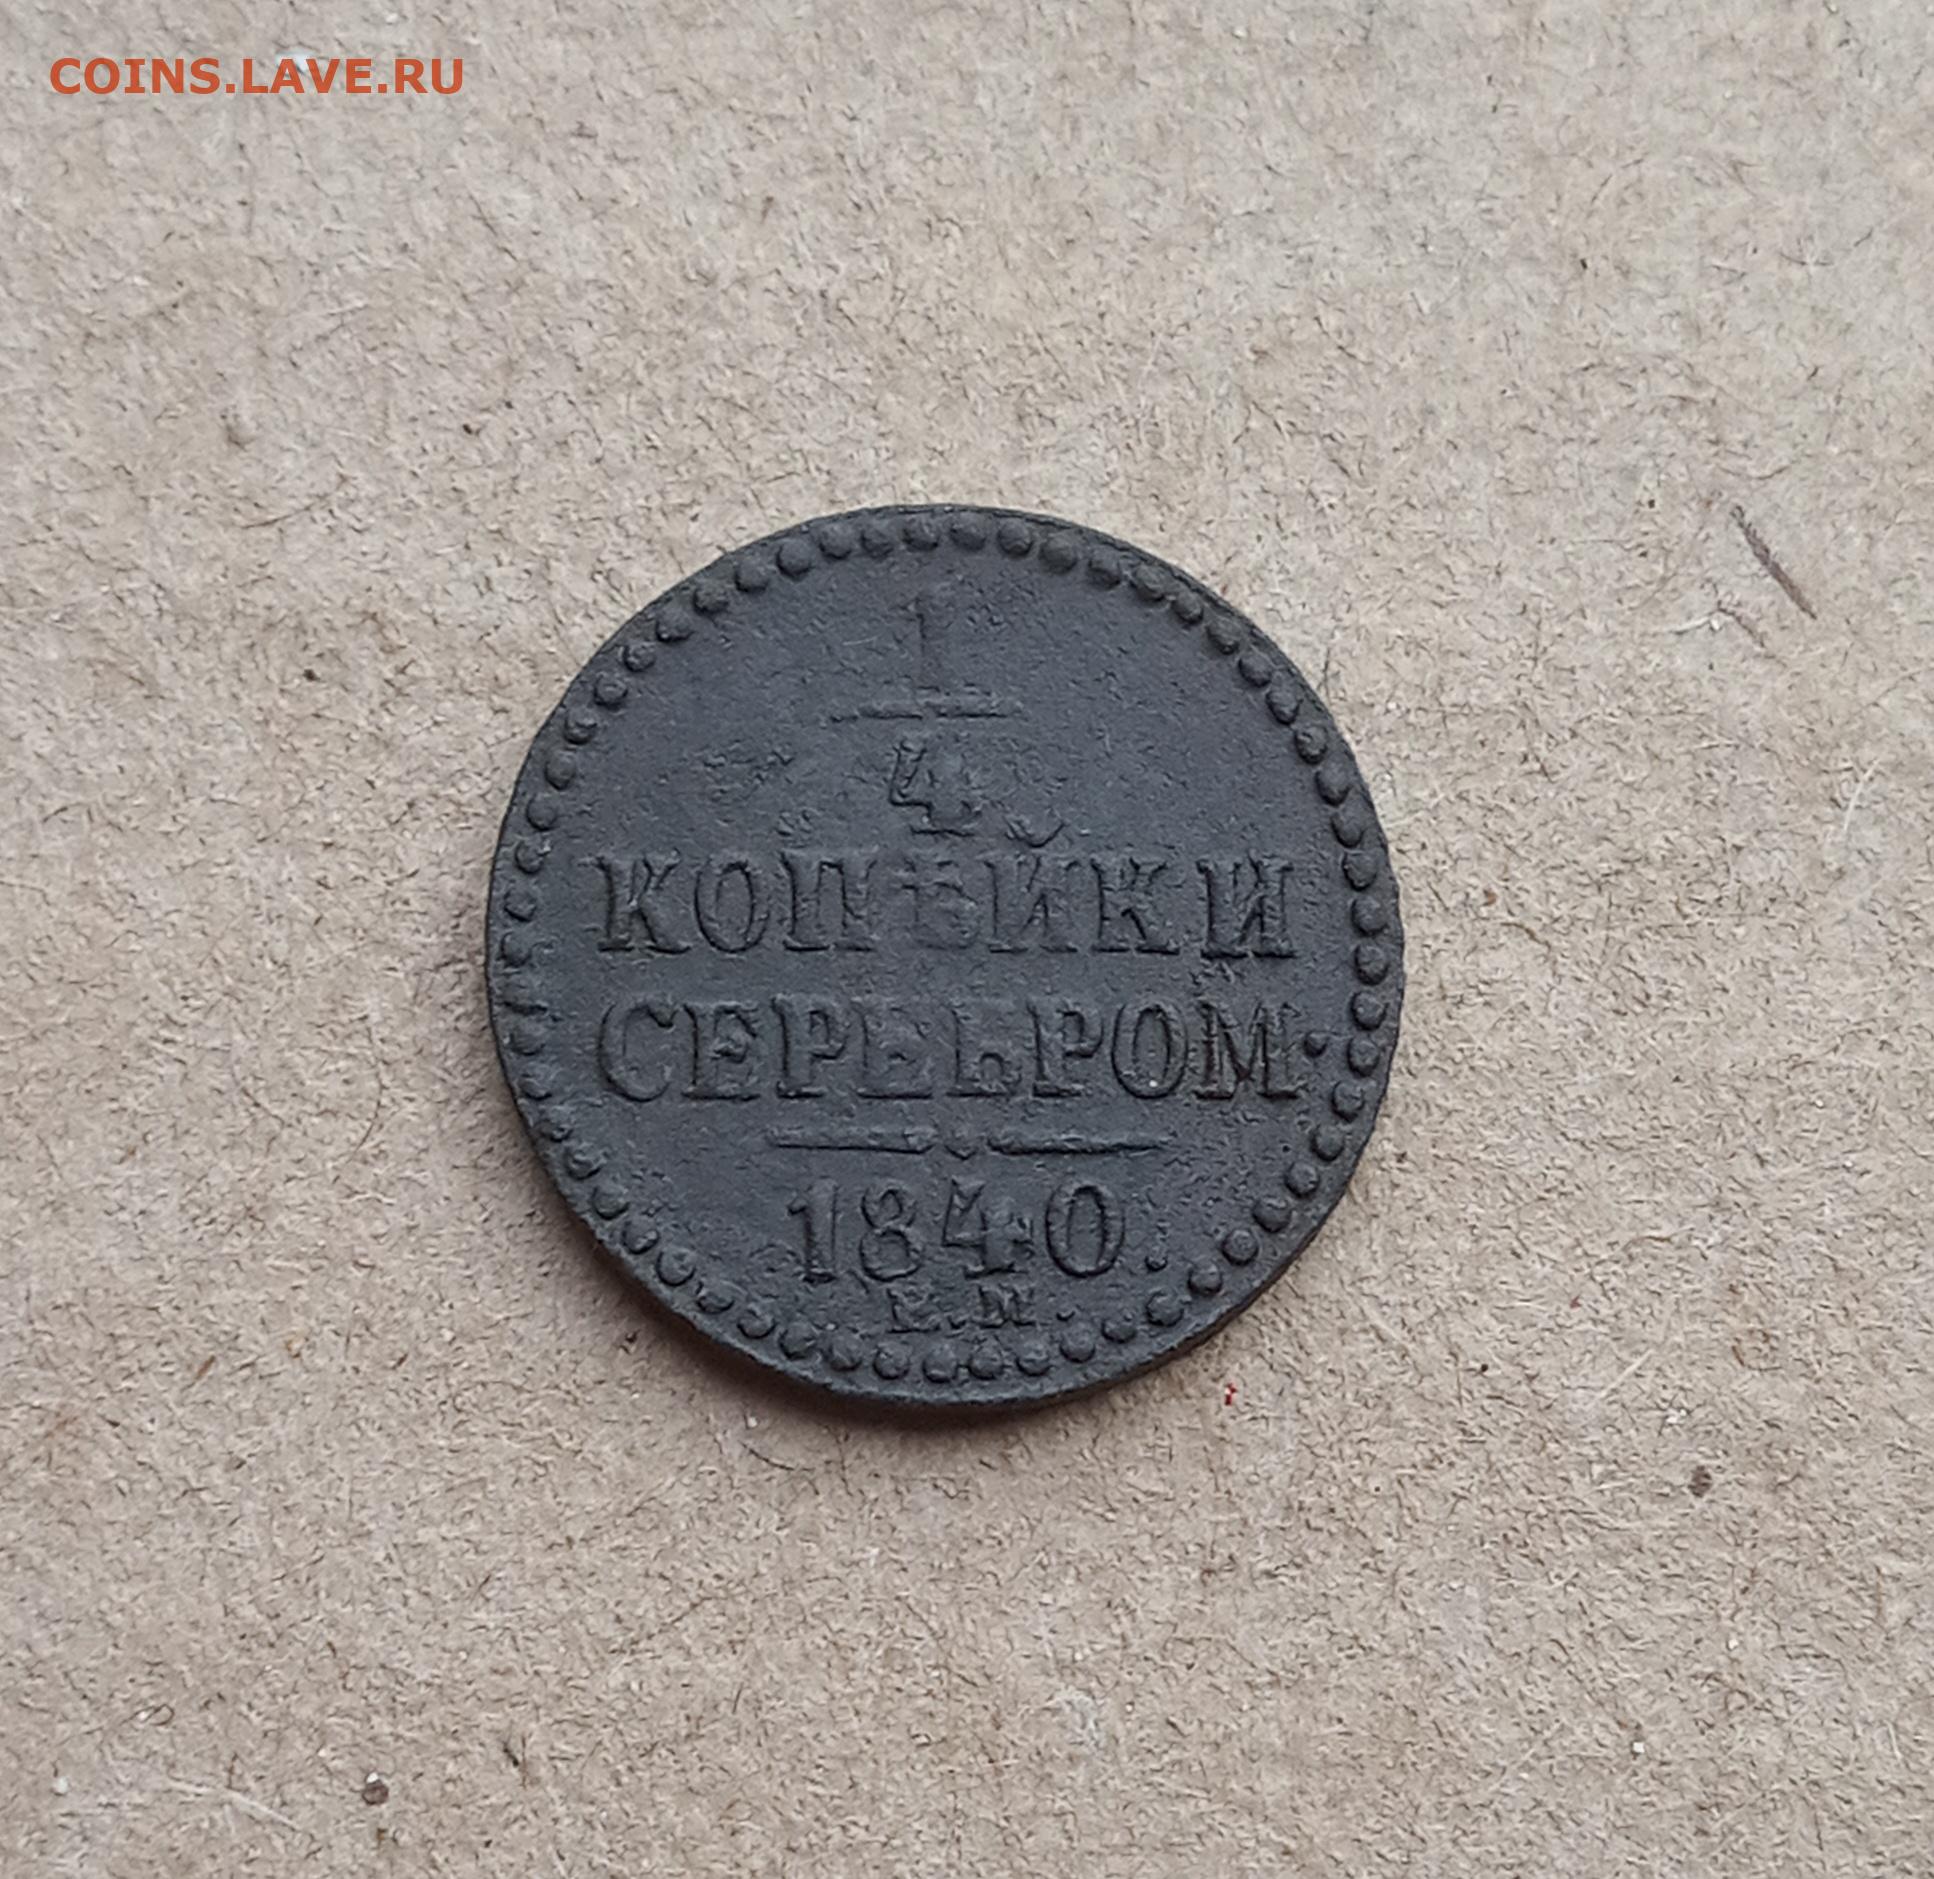 COINS.LAVE.RU
1
4
КОПѢЙКИ
СЕРЕБРОМ.
1840.
Е.М.